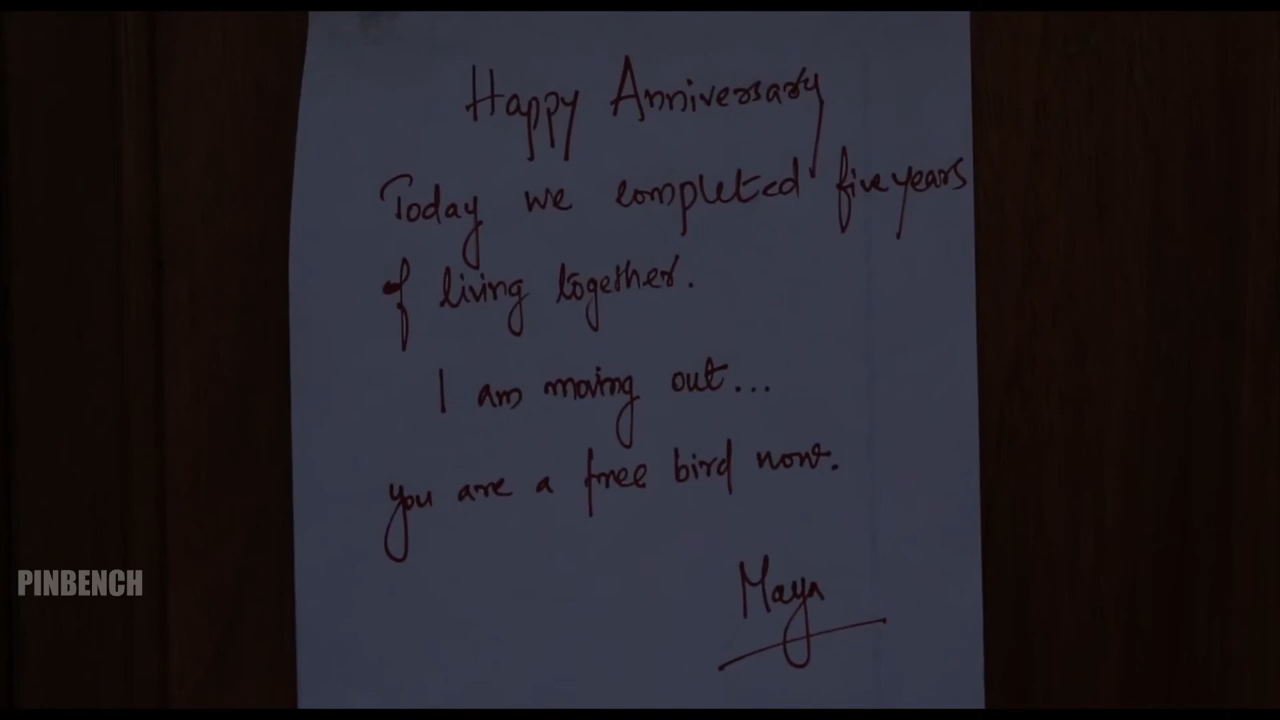 Happy Anniversary
Today we completed five years
of living together.
I am moving out...
you are a free bird now.
Maya
PINBENCH